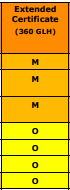 Extended
Certificate
(360 GLH)
M
M
M
O
O
O
O